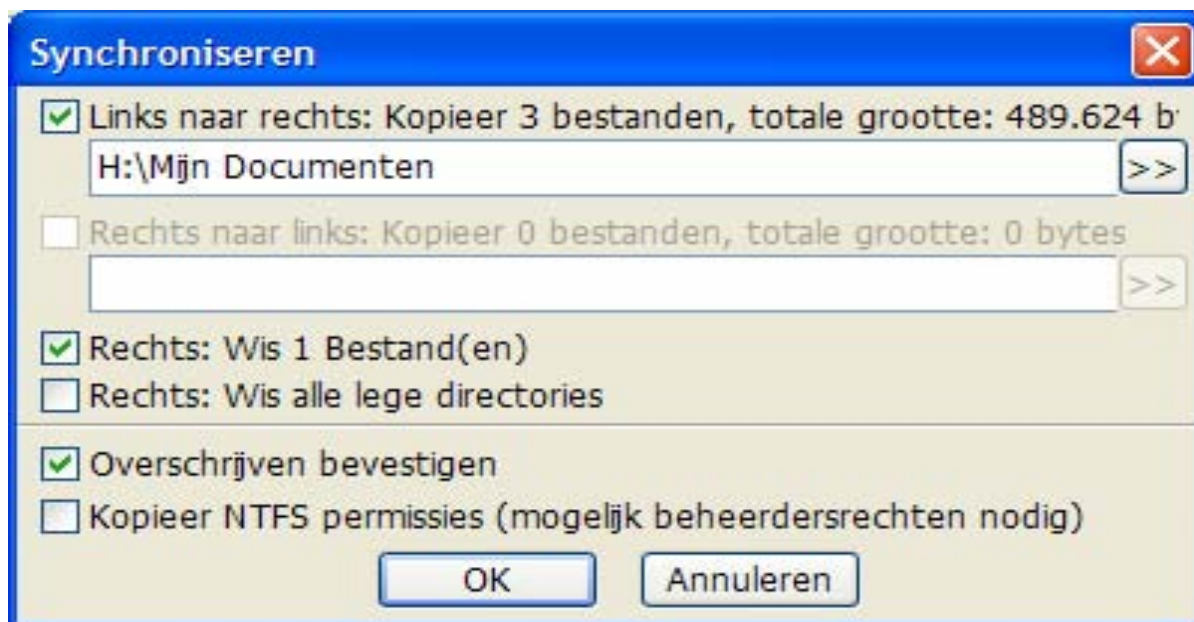 Synchroniseren
Links naar rechts: Kopieer 3 bestanden, totale grootte: 489.624 b
H:\Mijn Documenten
>>
Rechts naar links: Kopieer 0 bestanden, totale grootte: 0 bytes
>>
Rechts: Wis 1 Bestand(en)
Rechts: Wis alle lege directories
Overschrijven bevestigen
Kopieer NTFS permissies (mogelijk beheerdersrechten nodig)
OK
Annuleren